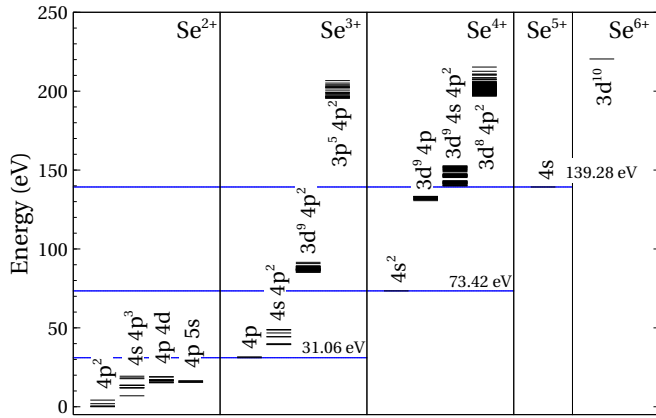 Se²⁺
Se³⁺
Se⁴⁺
Se⁵⁺
Se⁶⁺
Energy (eV)
250
200
150
100
50
0
4p²
4s 4p³
4p 4d
4p 5s
4p
4s 4p²
3d⁹ 4p²
3p⁵ 4p²
4s²
3d⁹ 4p
3d⁹ 4s 4p²
3d⁸ 4p²
4s
3d¹⁰
31.06 eV
73.42 eV
139.28 eV